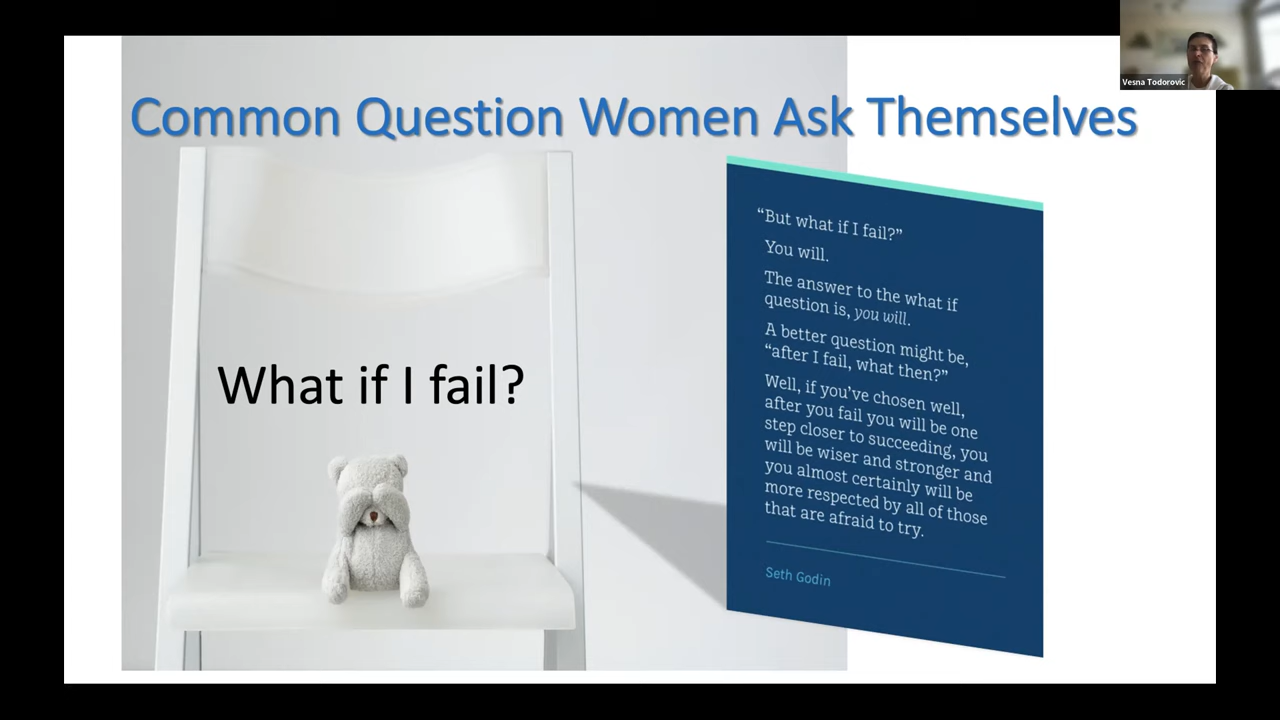 Vesna Todorovic
Common Question Women Ask Themselves
What if I fail?
“But what if I fail?”
You will.
The answer to the what if
question is, you will.
A better question might be,
“after I fail, what then?”
Well, if you’ve chosen well,
after you fail you will be one
step closer to succeeding, you
will be wiser and stronger and
you almost certainly will be
more respected by all of those
that are afraid to try.
Seth Godin